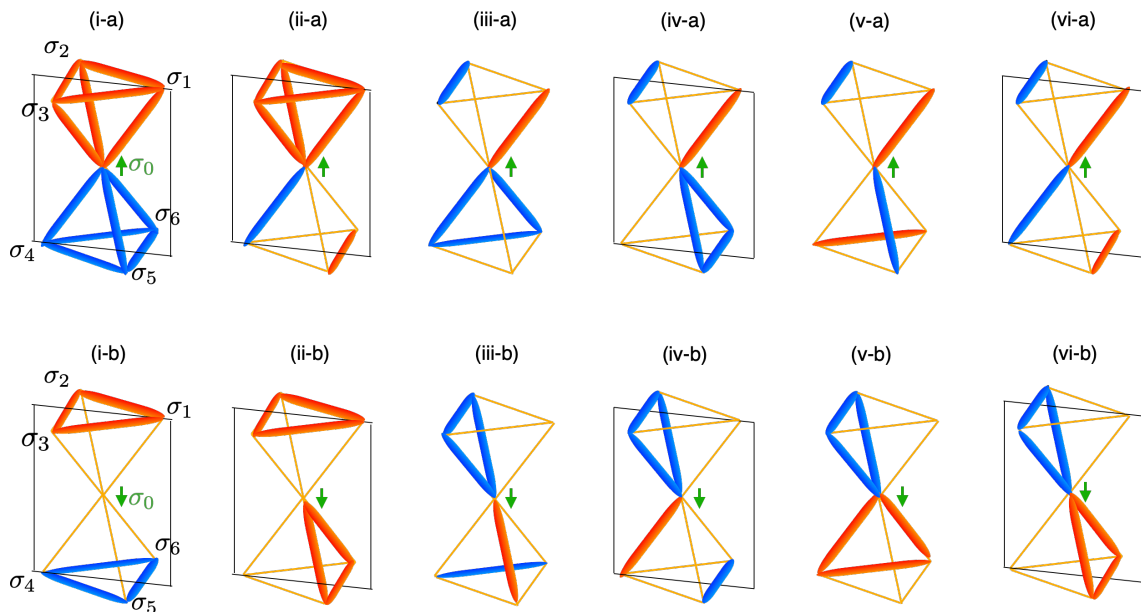 (i-a) (ii-a) (iii-a) (iv-a) (v-a) (vi-a)
σ2
σ1
σ3
σ0
σ6
σ4
σ5
(i-b) (ii-b) (iii-b) (iv-b) (v-b) (vi-b)
σ2
σ1
σ3
σ0
σ6
σ4
σ5